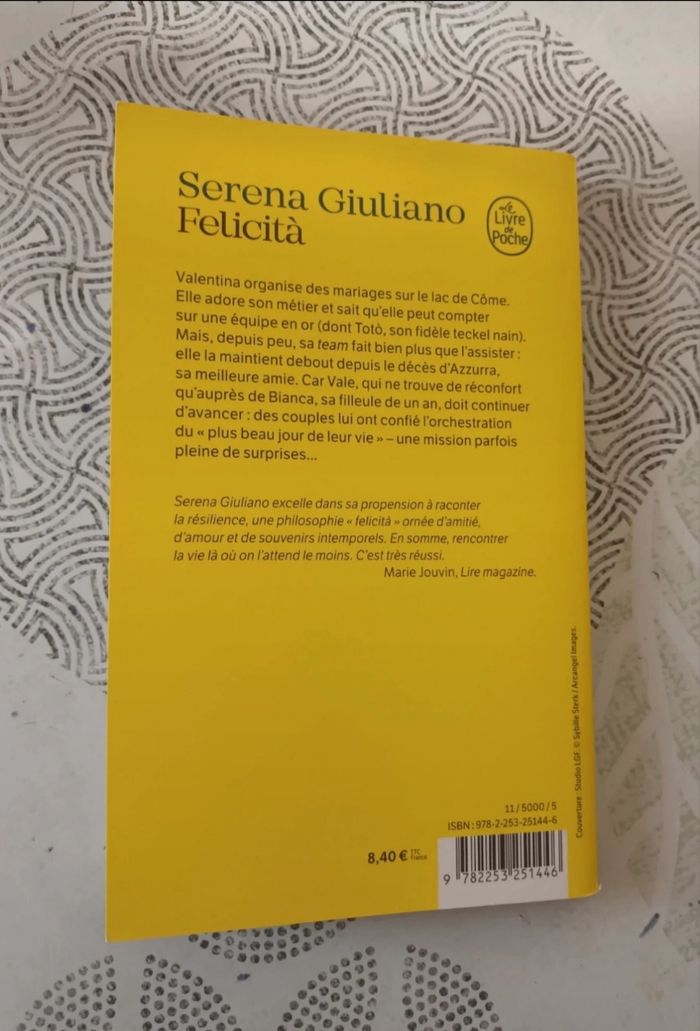 Serena Giuliano
Felicità
Le
Livre
de
Poche
Valentina organise des mariages sur le lac de Côme.
Elle adore son métier et sait qu'elle peut compter
sur une équipe en or (dont Totò, son fidèle teckel nain).
Mais, depuis peu, sa team fait bien plus que l'assister :
elle la maintient debout depuis le décès d'Azzurra,
sa meilleure amie. Car Vale, qui ne trouve de réconfort
qu'auprès de Bianca, sa filleule de un an, doit continuer
d'avancer : des couples lui ont confié l'orchestration
du « plus beau jour de leur vie » – une mission parfois
pleine de surprises...
Serena Giuliano excelle dans sa propension à raconter
la résilience, une philosophie « felicità » ornée d'amitié,
d'amour et de souvenirs intemporels. En somme, rencontrer
la vie là où on l'attend le moins. C'est très réussi.
Marie Jouvin, Lire magazine.
Couverture : Studio LGF. © Sybille Sterk / Arcangel Images.
11 / 5000 / 5
ISBN : 978-2-253-25144-6
8,40 € TTC
France
9 782253 251446